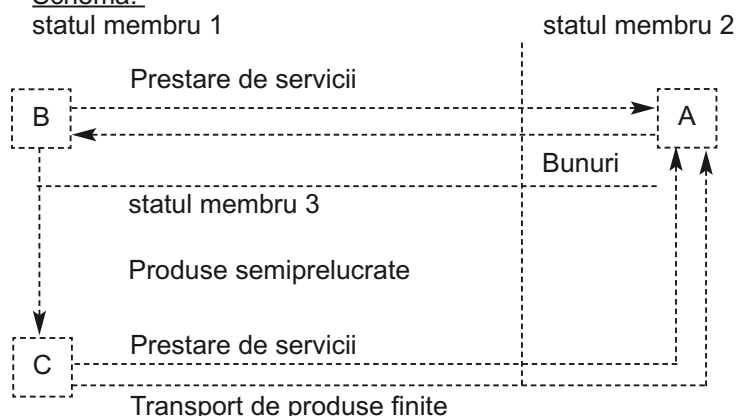 Schema:
statul membru 1 statul membru 2
Prestare de servicii
B A
Bunuri
statul membru 3
Produse semiprelucrate
Prestare de servicii
C
Transport de produse finite